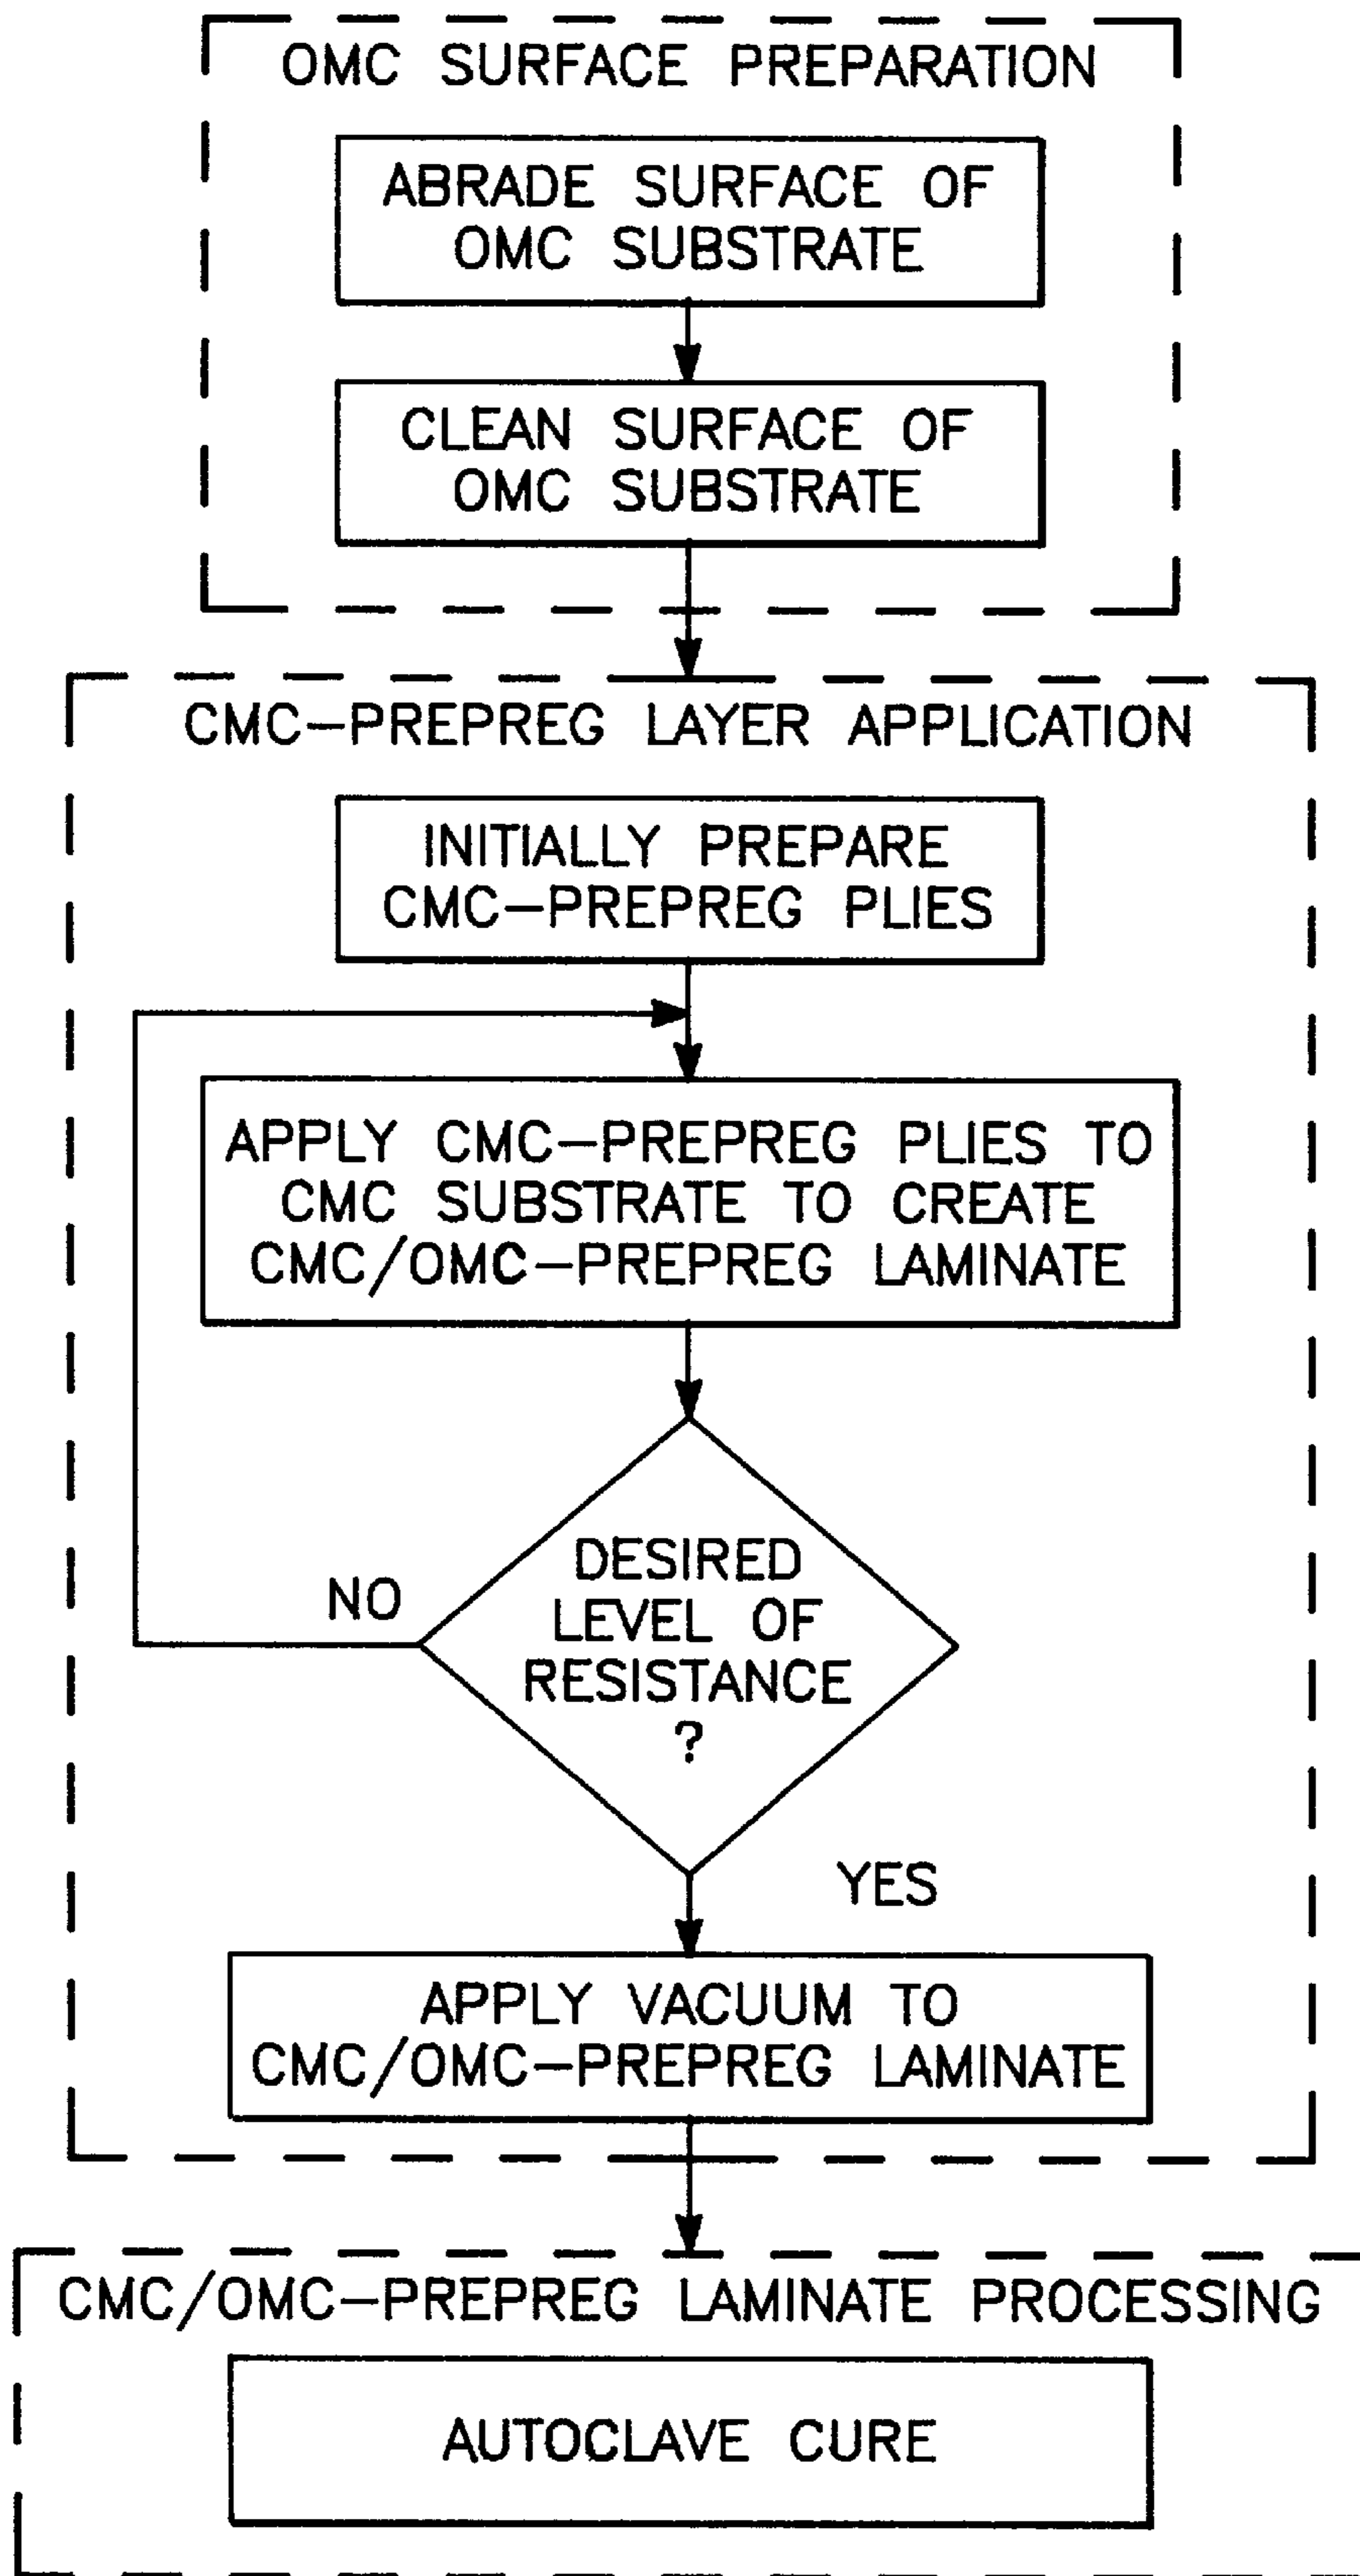 OMC SURFACE PREPARATION
ABRADE SURFACE OF
OMC SUBSTRATE
CLEAN SURFACE OF
OMC SUBSTRATE
CMC-PREPREG LAYER APPLICATION
INITIALLY PREPARE
CMC-PREPREG PLIES
APPLY CMC-PREPREG PLIES TO
CMC SUBSTRATE TO CREATE
CMC/OMC-PREPREG LAMINATE
DESIRED
LEVEL OF
RESISTANCE
?
NO
YES
APPLY VACUUM TO
CMC/OMC-PREPREG LAMINATE
CMC/OMC-PREPREG LAMINATE PROCESSING
AUTOCLAVE CURE